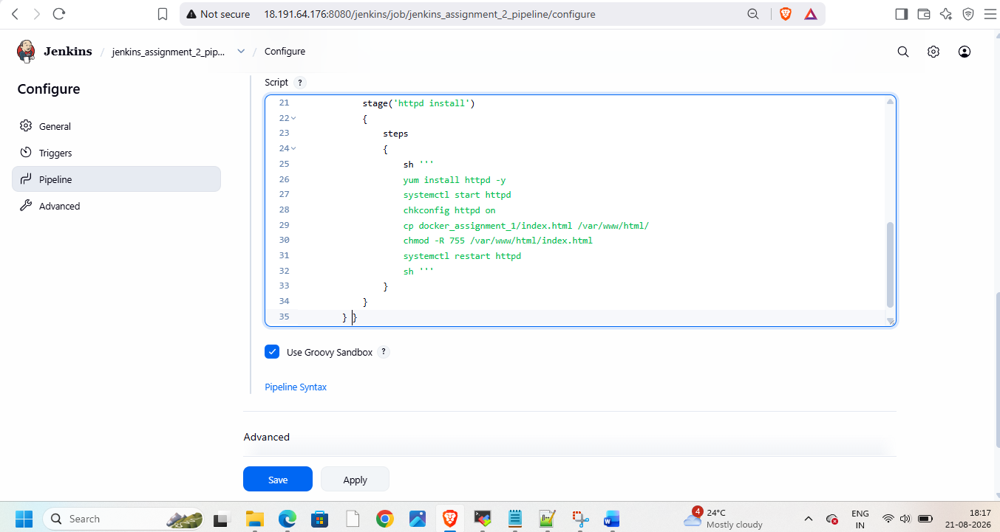 Not secure 18.191.64.176:8080/jenkins/job/jenkins_assignment_2_pipeline/configure
Jenkins / jenkins_assignment_2_pip... / Configure
Configure
General
Triggers
Pipeline
Advanced
Script ?
21 stage('httpd install')
22 {
23 steps
24 {
25 sh '''
26 yum install httpd -y
27 systemctl start httpd
28 chkconfig httpd on
29 cp docker_assignment_1/index.html /var/www/html/
30 chmod -R 755 /var/www/html/index.html
31 systemctl restart httpd
32 sh '''
33 }
34 }
35 } }
Use Groovy Sandbox ?
Pipeline Syntax
Advanced
Save Apply
Search
4
24°C
Mostly cloudy
ENG
IN
18:17
21-08-2026